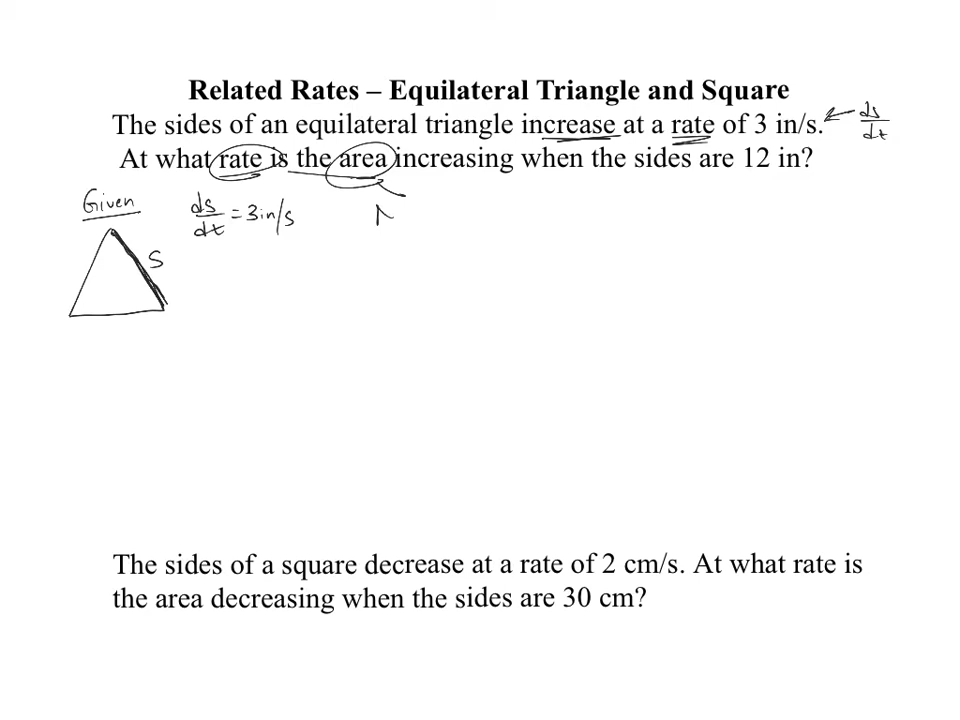 Related Rates – Equilateral Triangle and Square
The sides of an equilateral triangle increase at a rate of 3 in/s. ds/dt
At what rate is the area increasing when the sides are 12 in?
Given ds/dt = 3 in/s
S
The sides of a square decrease at a rate of 2 cm/s. At what rate is
the area decreasing when the sides are 30 cm?